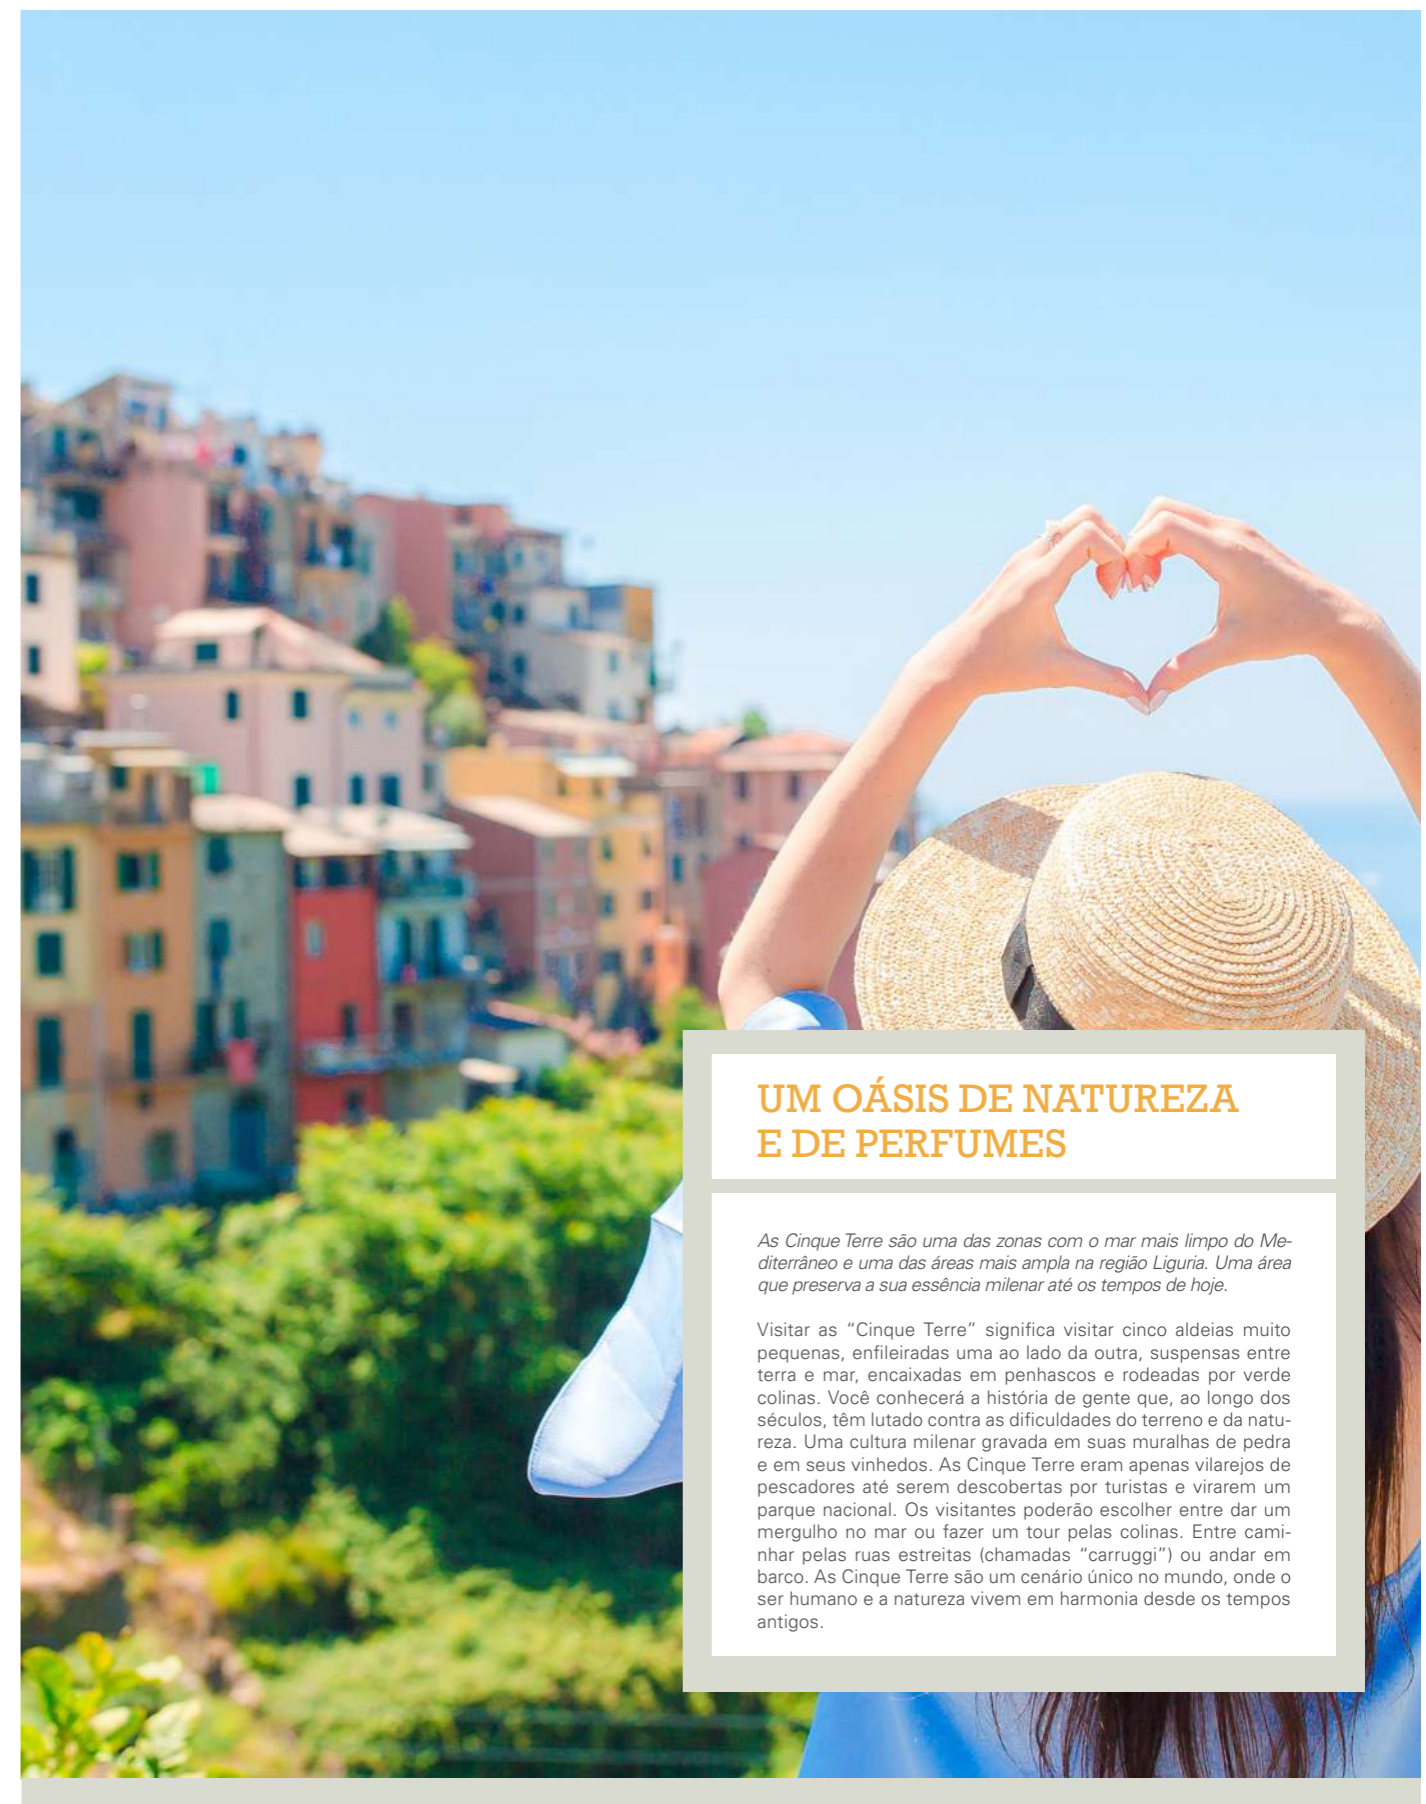 UM OÁSIS DE NATUREZA
E DE PERFUMES
As Cinque Terre são uma das zonas com o mar mais limpo do Me-
diterrâneo e uma das áreas mais ampla na região Liguria. Uma área
que preserva a sua essência milenar até os tempos de hoje.
Visitar as “Cinque Terre” significa visitar cinco aldeias muito
pequenas, enfileiradas uma ao lado da outra, suspensas entre
terra e mar, encaixadas em penhascos e rodeadas por verde
colinas. Você conhecerá a história de gente que, ao longo dos
séculos, têm lutado contra as dificuldades do terreno e da natu-
reza. Uma cultura milenar gravada em suas muralhas de pedra
e em seus vinhedos. As Cinque Terre eram apenas vilarejos de
pescadores até serem descobertas por turistas e virarem um
parque nacional. Os visitantes poderão escolher entre dar um
mergulho no mar ou fazer um tour pelas colinas. Entre cami-
nhar pelas ruas estreitas (chamadas “carruggi”) ou andar em
barco. As Cinque Terre são um cenário único no mundo, onde o
ser humano e a natureza vivem em harmonia desde os tempos
antigos.